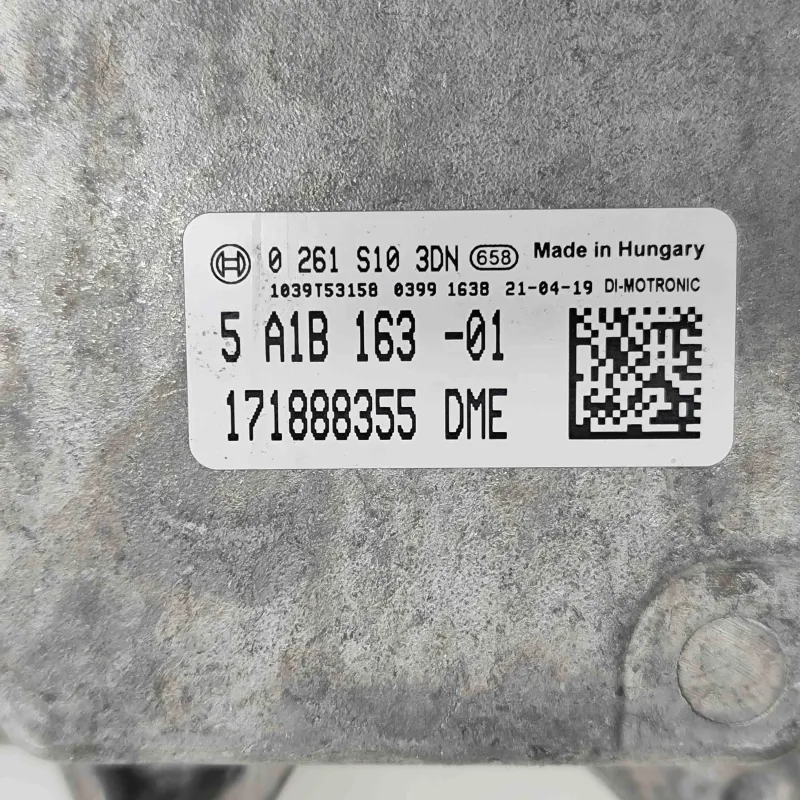 0 261 S10 3DN 658 Made in Hungary
1039T53158 0399 1638 21-04-19 DI-MOTRONIC
5 A1B 163 -01
171888355 DME